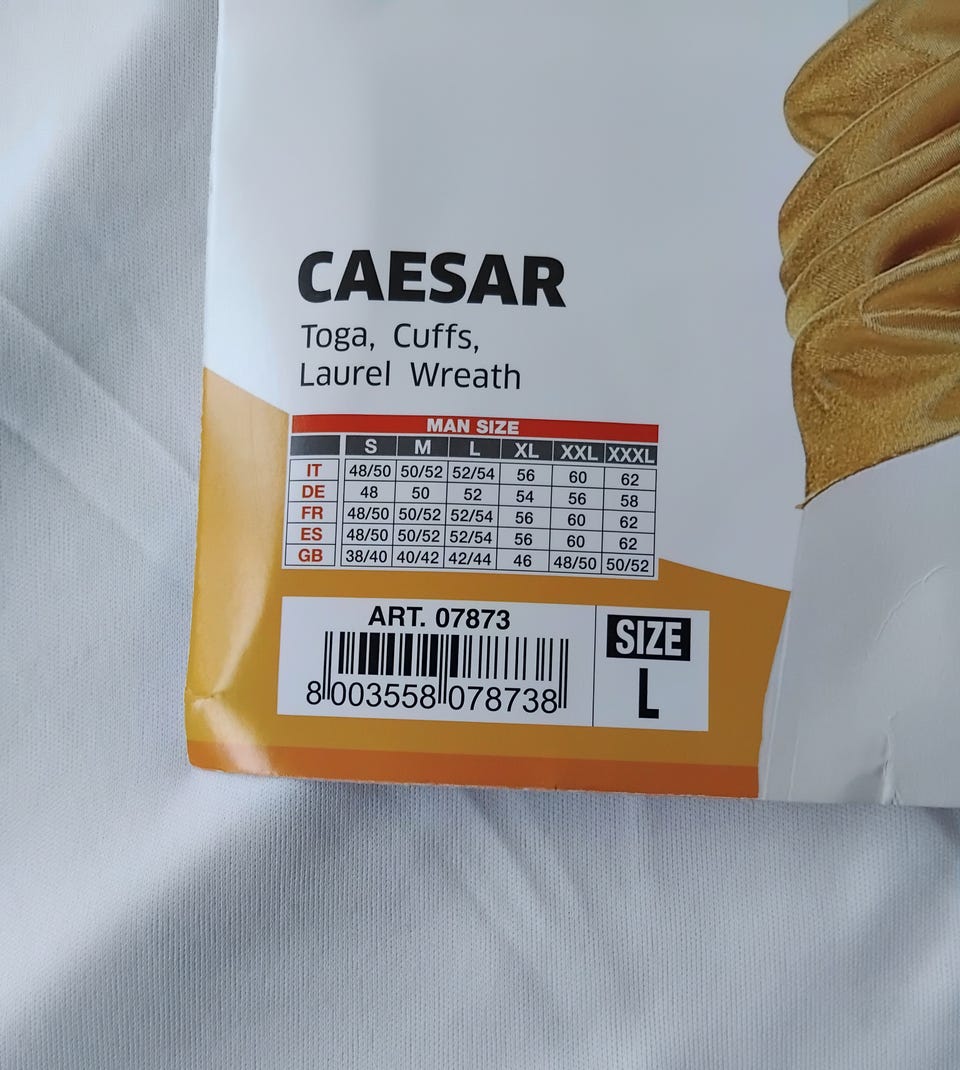 CAESAR
Toga, Cuffs,
Laurel Wreath
MAN SIZE
S M L XL XXL XXXL
IT 48/50 50/52 52/54 56 60 62
DE 48 50 52 54 56 58
FR 48/50 50/52 52/54 56 60 62
ES 48/50 50/52 52/54 56 60 62
GB 38/40 40/42 42/44 46 48/50 50/52
ART. 07873
8 003558 078738
SIZE
L